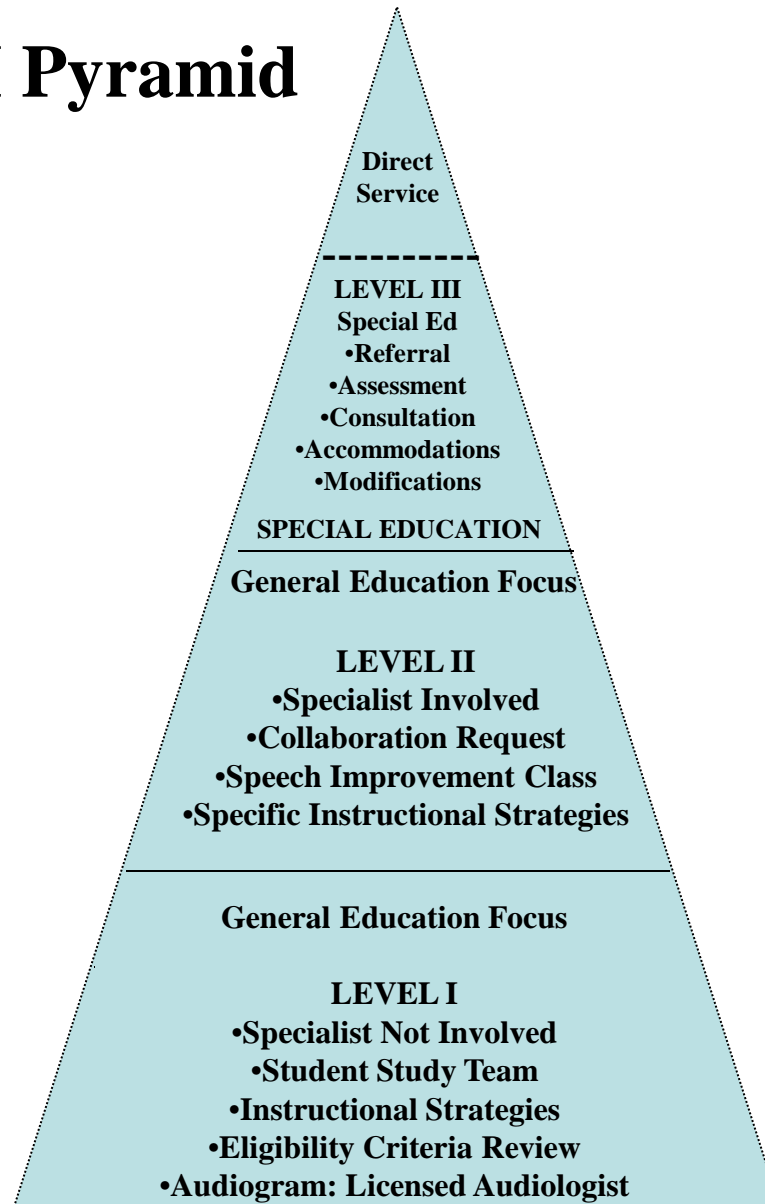 Pyramid
Direct
Service
LEVEL III
Special Ed
•Referral
•Assessment
•Consultation
•Accommodations
•Modifications
SPECIAL EDUCATION
General Education Focus
LEVEL II
•Specialist Involved
•Collaboration Request
•Speech Improvement Class
•Specific Instructional Strategies
General Education Focus
LEVEL I
•Specialist Not Involved
•Student Study Team
•Instructional Strategies
•Eligibility Criteria Review
•Audiogram: Licensed Audiologist